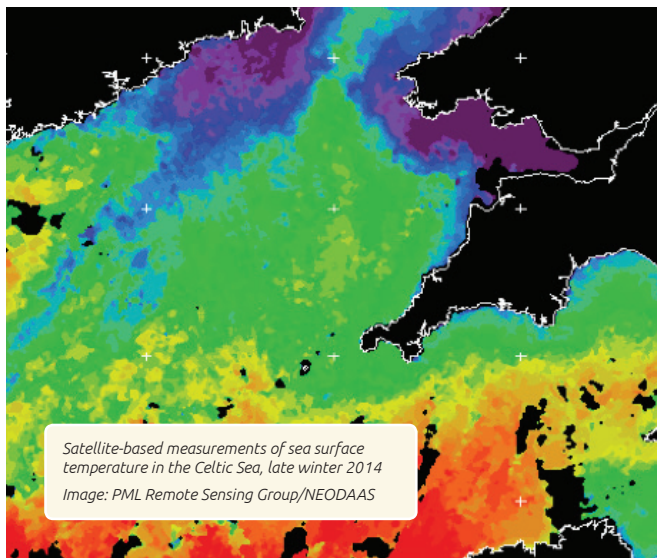 Satellite-based measurements of sea surface
temperature in the Celtic Sea, late winter 2014
Image: PML Remote Sensing Group/NEODAAS